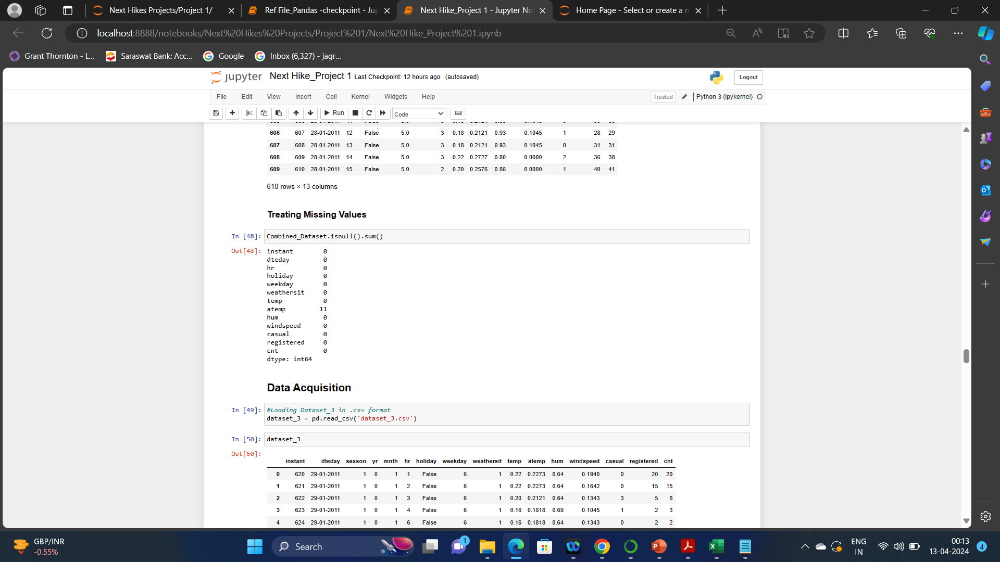 Next Hikes Projects/Project 1/
Ref File_Pandas -checkpoint - Jup
Next Hike_Project 1 - Jupyter No
Home Page - Select or create a n
localhost:8888/notebooks/Next%20Hikes%20Projects/Project%201/Next%20Hike_Project%201.ipynb
Grant Thornton - L...
Saraswat Bank: Acc...
Google
Inbox (6,327) - jagr...
jupyter Next Hike_Project 1 Last Checkpoint: 12 hours ago (autosaved)
Logout
File Edit View Insert Cell Kernel Widgets Help
Trusted Python 3 (ipykernel)
Run Code
606 607 28-01-2011 12 False 5.0 3 0.18 0.2121 0.93 0.1045 1 28 29
607 608 28-01-2011 13 False 5.0 3 0.18 0.2121 0.93 0.1045 0 31 31
608 609 28-01-2011 14 False 5.0 3 0.22 0.2727 0.80 0.0000 2 36 38
609 610 28-01-2011 15 False 5.0 2 0.20 0.2576 0.86 0.0000 1 40 41
610 rows × 13 columns
Treating Missing Values
In [48]: Combined_Dataset.isnull().sum()
Out[48]: instant 0
dteday 0
hr 0
holiday 0
weekday 0
weathersit 0
temp 0
atemp 11
hum 0
windspeed 0
casual 0
registered 0
cnt 0
dtype: int64
Data Acquisition
In [49]: #Loading Dataset_3 in .csv format
dataset_3 = pd.read_csv('dataset_3.csv')
In [50]: dataset_3
Out[50]:
instant dteday season yr mnth hr holiday weekday weathersit temp atemp hum windspeed casual registered cnt
0 620 29-01-2011 1 0 1 1 False 6 1 0.22 0.2273 0.64 0.1940 0 20 20
1 621 29-01-2011 1 0 1 2 False 6 1 0.22 0.2273 0.64 0.1642 0 15 15
2 622 29-01-2011 1 0 1 3 False 6 1 0.20 0.2121 0.64 0.1343 3 5 8
3 623 29-01-2011 1 0 1 4 False 6 1 0.16 0.1818 0.69 0.1045 1 2 3
4 624 29-01-2011 1 0 1 6 False 6 1 0.16 0.1818 0.64 0.1343 0 2 2
GBP/INR
-0.55%
Search
1
ENG
IN
00:13
13-04-2024
4